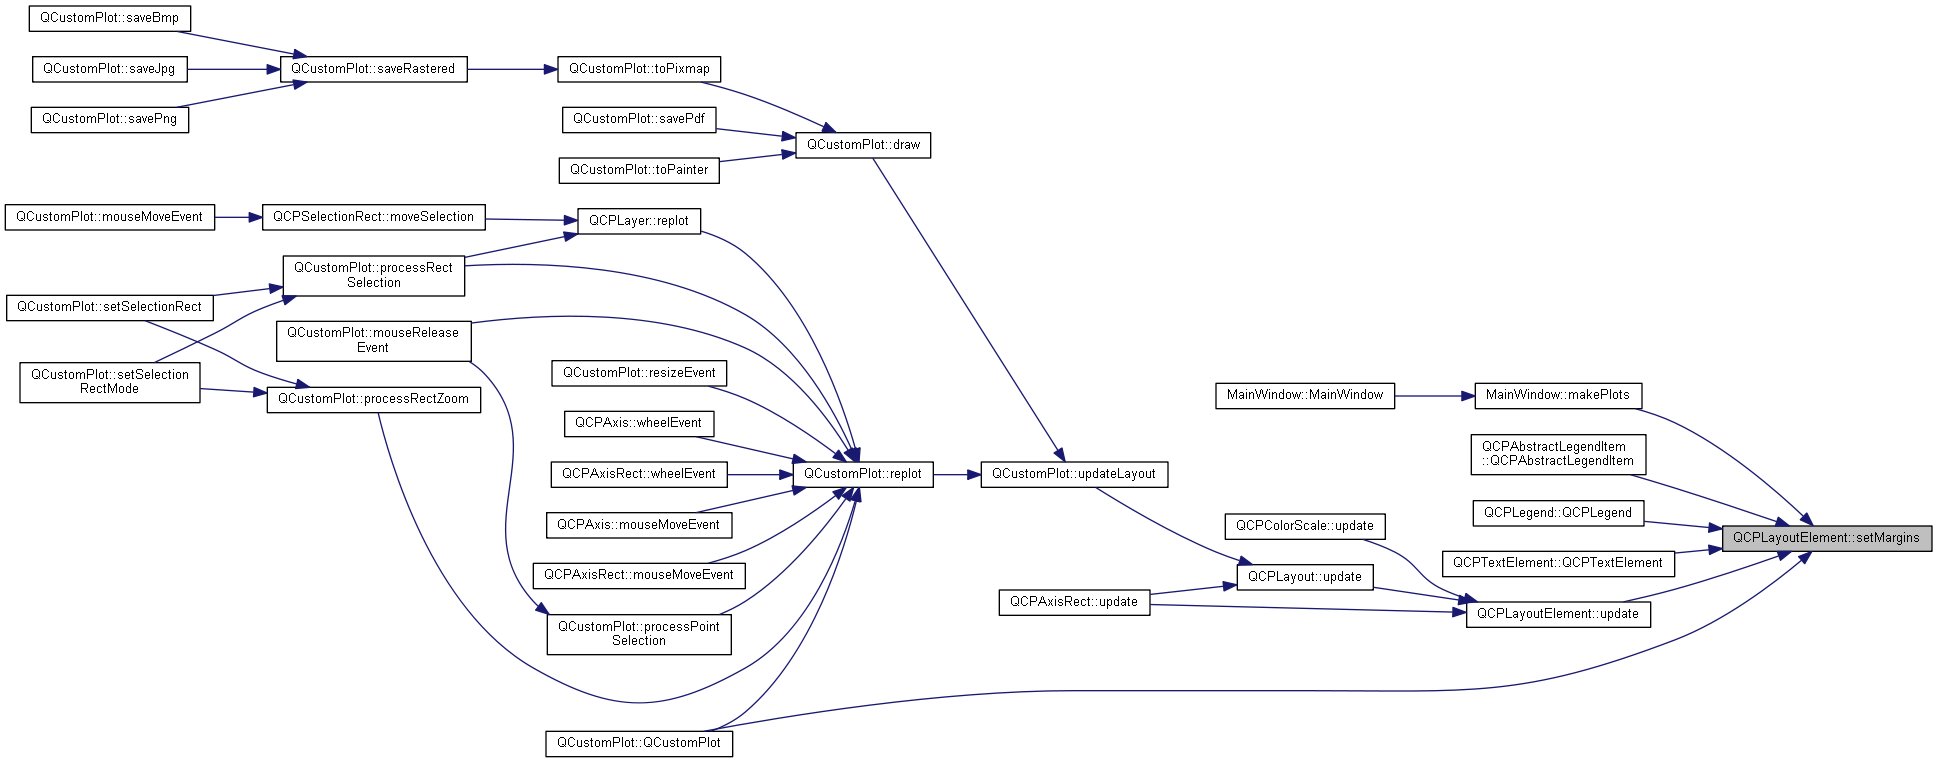 QCustomPlot::saveBmp
QCustomPlot::saveJpg
QCustomPlot::saveRastered
QCustomPlot::toPixmap
QCustomPlot::savePng
QCustomPlot::savePdf
QCustomPlot::draw
QCustomPlot::toPainter
QCustomPlot::mouseMoveEvent
QCPSelectionRect::moveSelection
QCPLayer::replot
QCustomPlot::processRect
Selection
QCustomPlot::setSelectionRect
QCustomPlot::mouseRelease
Event
QCustomPlot::setSelection
RectMode
QCustomPlot::processRectZoom
QCustomPlot::resizeEvent
QCPAxis::wheelEvent
QCPAxisRect::wheelEvent
QCustomPlot::replot
QCustomPlot::updateLayout
QCPAxis::mouseMoveEvent
QCPAxisRect::mouseMoveEvent
QCustomPlot::processPoint
Selection
QCustomPlot::QCustomPlot
MainWindow::MainWindow
MainWindow::makePlots
QCPAbstractLegendItem
::QCPAbstractLegendItem
QCPLegend::QCPLegend
QCPColorScale::update
QCPLayoutElement::setMargins
QCPTextElement::QCPTextElement
QCPLayout::update
QCPAxisRect::update
QCPLayoutElement::update